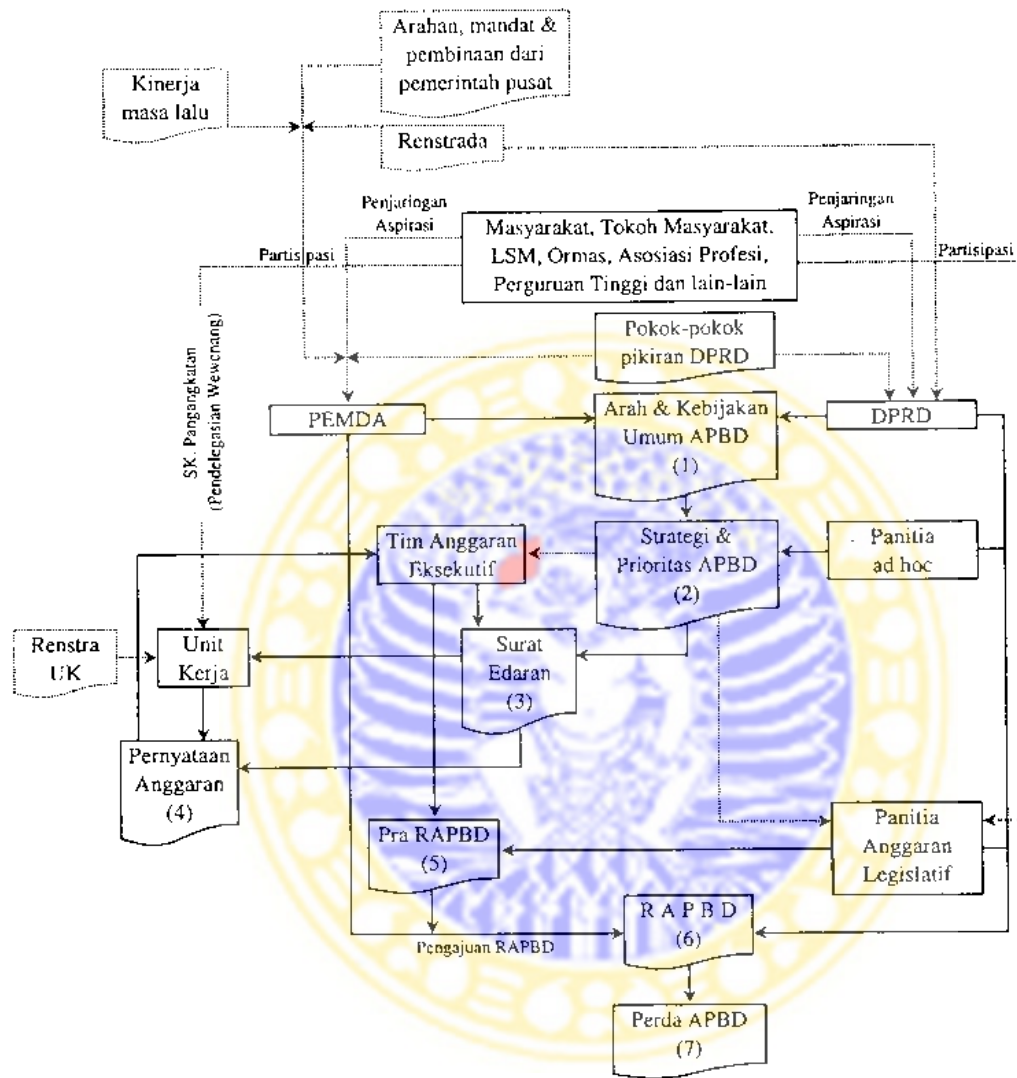 Arahan, mandat &
pembinaan dari
pemerintah pusat
Kinerja
masa lalu
Renstrada
Penjaringan
Aspirasi
Masyarakat, Tokoh Masyarakat.
LSM, Ormas, Asosiasi Profesi,
Perguruan Tinggi dan lain-lain
Penjaringan
Aspirasi
Partisipasi
Partisipasi
SK. Pangangkatan
(Pendelegasian Wewenang)
Pokok-pokok
pikiran DPRD
PEMDA
Arah & Kebijakan
Umum APBD
(1)
DPRD
Tim Anggaran
Eksekutif
Strategi &
Prioritas APBD
(2)
Panitia
ad hoc
Renstra
UK
Unit
Kerja
Surat
Edaran
(3)
Pernyataan
Anggaran
(4)
Pra RAPBD
(5)
Panitia
Anggaran
Legislatif
Pengajuan RAPBD
R A P B D
(6)
Perda APBD
(7)